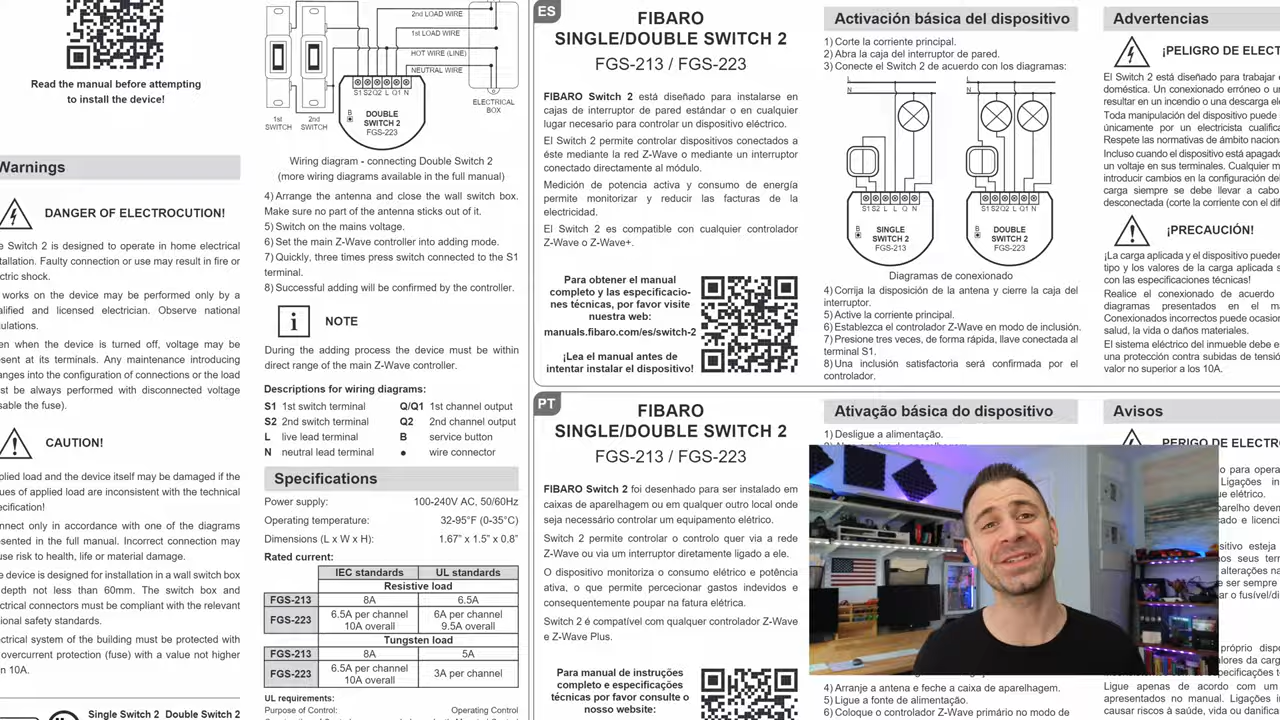 Read the manual before attempting
to install the device!
Warnings
DANGER OF ELECTROCUTION!
Switch 2 is designed to operate in home electrical
Faulty connection or use may result in fire or
shock.
works on the device may be performed only by a
and licensed electrician. Observe national
when the device is turned off, voltage may be
at its terminals. Any maintenance introducing
into the configuration of connections or the load
be always performed with disconnected voltage
the fuse).
CAUTION!
load and the device itself may be damaged if the
of applied load are inconsistent with the technical
only in accordance with one of the diagrams
in the full manual. Incorrect connection may
risk to health, life or material damage.
device is designed for installation in a wall switch box
depth not less than 60mm. The switch box and
connectors must be compliant with the relevant
safety standards.
system of the building must be protected with
overcurrent protection (fuse) with a value not higher
10A.
Single Switch 2 Double Switch 2
2nd LOAD WIRE
1st LOAD WIRE
HOT WIRE (LINE)
NEUTRAL WIRE
S1 S2 Q2 L Q1 N
B
DOUBLE
SWITCH 2
FGS-223
1st
SWITCH
2nd
SWITCH
ELECTRICAL
BOX
Wiring diagram - connecting Double Switch 2
(more wiring diagrams available in the full manual)
4) Arrange the antenna and close the wall switch box.
Make sure no part of the antenna sticks out of it.
5) Switch on the mains voltage.
6) Set the main Z-Wave controller into adding mode.
7) Quickly, three times press switch connected to the S1
terminal.
8) Successful adding will be confirmed by the controller.
i NOTE
During the adding process the device must be within
direct range of the main Z-Wave controller.
Descriptions for wiring diagrams:
S1 1st switch terminal Q/Q1 1st channel output
S2 2nd switch terminal Q2 2nd channel output
L live lead terminal B service button
N neutral lead terminal ● wire connector
Specifications
Power supply: 100-240V AC, 50/60Hz
Operating temperature: 32-95°F (0-35°C)
Dimensions (L x W x H): 1.67” x 1.5” x 0.8”
Rated current:
IEC standards UL standards
Resistive load
FGS-213 8A 6.5A
FGS-223 6.5A per channel 6A per channel
10A overall 9.5A overall
Tungsten load
FGS-213 8A 5A
FGS-223 6.5A per channel 3A per channel
10A overall
UL requirements:
Purpose of Control: Operating Control
ES
FIBARO
SINGLE/DOUBLE SWITCH 2
FGS-213 / FGS-223
FIBARO Switch 2 está diseñado para instalarse en
cajas de interruptor de pared estándar o en cualquier
lugar necesario para controlar un dispositivo eléctrico.
El Switch 2 permite controlar dispositivos conectados a
éste mediante la red Z-Wave o mediante un interruptor
conectado directamente al módulo.
Medición de potencia activa y consumo de energía
permite monitorizar y reducir las facturas de la
electricidad.
El Switch 2 es compatible con cualquier controlador
Z-Wave o Z-Wave+.
Para obtener el manual
completo y las especificacio-
nes técnicas, por favor visite
nuestra web:
manuals.fibaro.com/es/switch-2
¡Lea el manual antes de
intentar instalar el dispositivo!
Activación básica del dispositivo
1) Corte la corriente principal.
2) Abra la caja del interruptor de pared.
3) Conecte el Switch 2 de acuerdo con los diagramas:
L
N
L
N
S1 S2 L L Q N
B
SINGLE
SWITCH 2
FGS-213
S1 S2 Q2 L Q1 N
B
DOUBLE
SWITCH 2
FGS-223
Diagramas de conexionado
4) Corrija la disposición de la antena y cierre la caja del
interruptor.
5) Active la corriente principal.
6) Establezca el controlador Z-Wave en modo de inclusión.
7) Presione tres veces, de forma rápida, llave conectada al
terminal S1.
8) Una inclusión satisfactoria será confirmada por el
controlador.
Advertencias
¡PELIGRO DE ELECT
El Switch 2 está diseñado para trabajar
doméstica. Un conexionado erróneo o
resultar en un incendio o una descarga
Toda manipulación del dispositivo puede
únicamente por un electricista
Respete las normativas de ámbito
Incluso cuando el dispositivo está
un voltaje en sus terminales. Cualquier
introducir cambios en la configuración
carga siempre se debe llevar a cabo
desconectada (corte la corriente con el
¡PRECAUCIÓN!
¡La carga aplicada y el dispositivo
tipo y los valores de la carga aplicada
con las especificaciones técnicas!
Realice el conexionado de acuerdo
diagramas presentados en el
Conexionados incorrectos puede
salud, la vida o daños materiales.
El sistema eléctrico del inmueble debe
una protección contra subidas de
valor no superior a los 10A.
PT
FIBARO
SINGLE/DOUBLE SWITCH 2
FGS-213 / FGS-223
FIBARO Switch 2 foi desenhado para ser instalado em
caixas de aparelhagem ou em qualquer outro local onde
seja necessário controlar um equipamento elétrico.
Switch 2 permite controlar o controlo quer via a rede
Z-Wave ou via um interruptor diretamente ligado a ele.
O dispositivo monitoriza o consumo elétrico e potência
ativa, o que permite percecionar gastos indevidos e
consequentemente poupar na fatura elétrica.
Switch 2 é compatível com qualquer controlador Z-Wave
e Z-Wave Plus.
Para manual de instruções
completo e especificações
técnicas por favor consulte o
nosso website:
Ativação básica do dispositivo
1) Desligue a alimentação.
4) Arranje a antena e feche a caixa de aparelhagem.
5) Ligue a fonte de alimentação.
6) Coloque o controlador Z-Wave primário no modo de
Avisos
PERIGO DE ELECTRO
para
Ligações
elétrico.
devem
e
esteja
seus
alterações
ser sempre
o
próprio
da
Ligue apenas de acordo com um
apresentados no manual. Ligações
causar riscos à saúde, vida ou